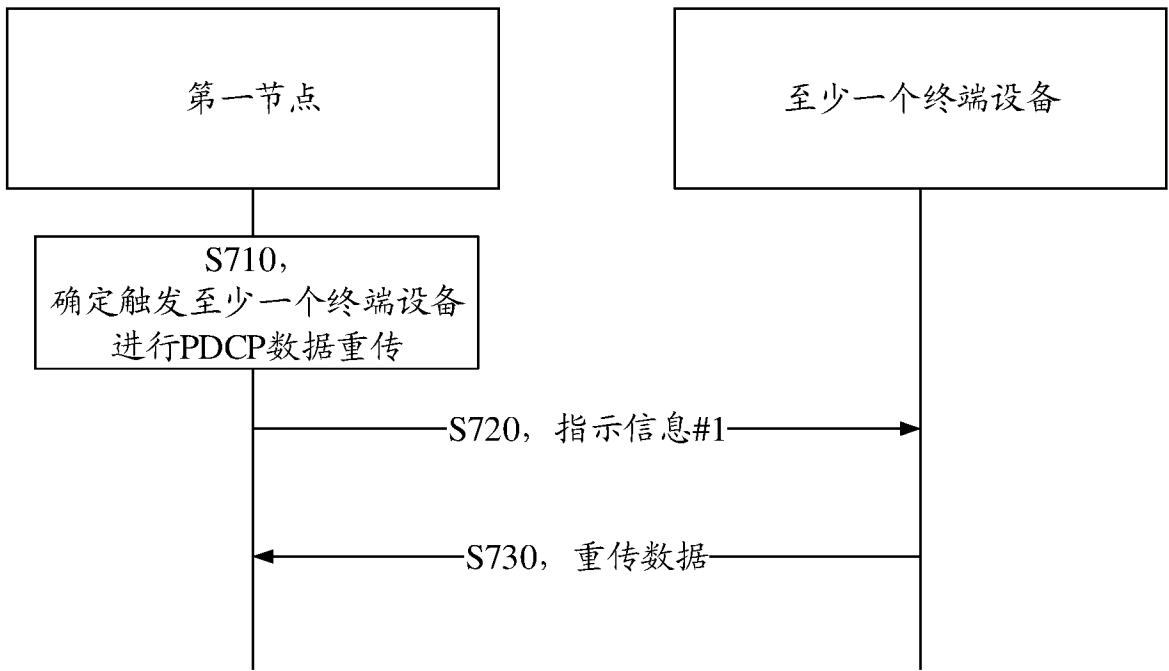 第一节点
至少一个终端设备
S710，
确定触发至少一个终端设备
进行PDCP数据重传
S720，指示信息#1
S730，重传数据